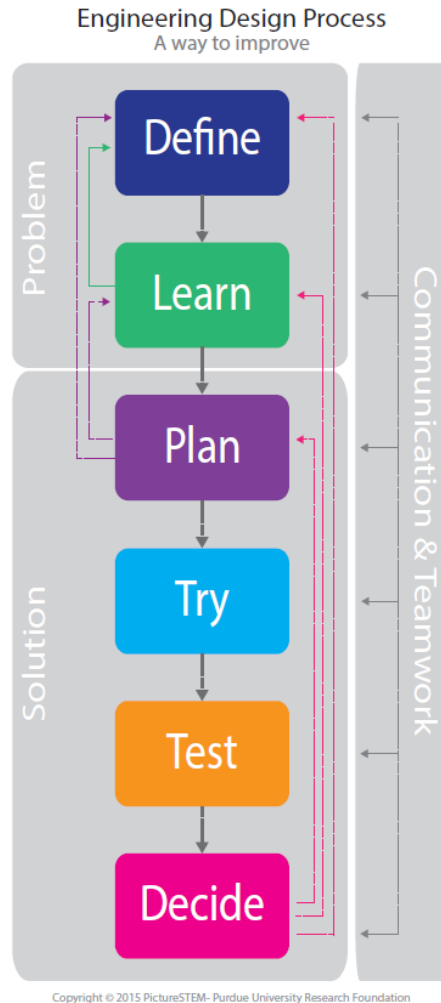 Engineering Design Process
A way to improve
Problem
Define
Learn
Solution
Plan
Try
Test
Decide
Communication & Teamwork
Copyright © 2015 PictureSTEM- Purdue University Research Foundation